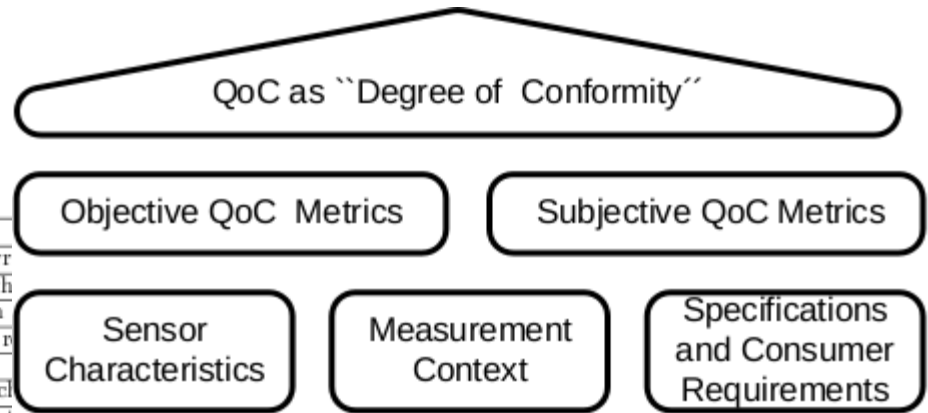 QoC as ``Degree of Conformity´´
Objective QoC Metrics
Subjective QoC Metrics
Sensor
Characteristics
Measurement
Context
Specifications
and Consumer
Requirements